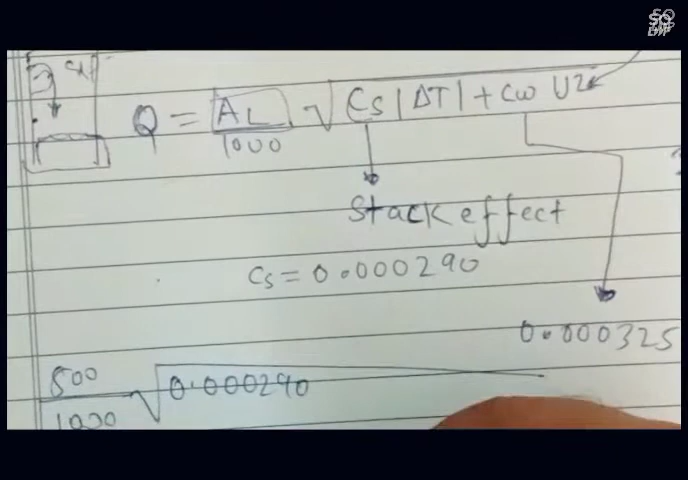 Q = AL/1000 √Cs|ΔT| + Cw U2
Stack effect
Cs = 0.000290
0.000325
500/1000 √0.000290